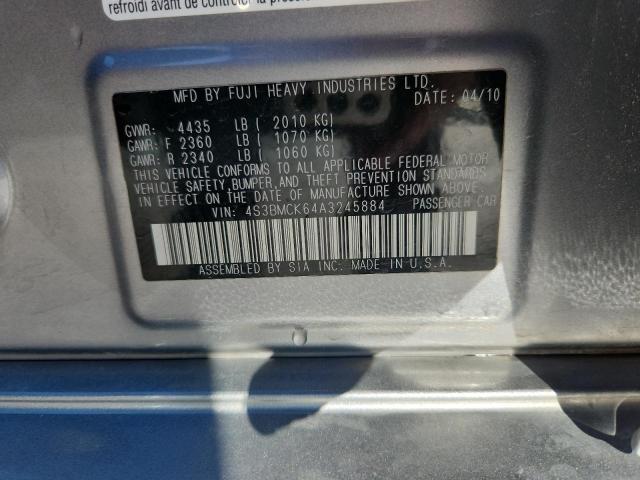 refroidi avant de contrôler la pression
MFD BY FUJI HEAVY INDUSTRIES LTD.
DATE: 04/10
GVWR: 4435 LB ( 2010 KG)
GAWR: F 2360 LB ( 1070 KG)
GAWR: R 2340 LB ( 1060 KG)
THIS VEHICLE CONFORMS TO ALL APPLICABLE FEDERAL MOTOR
VEHICLE SAFETY, BUMPER, AND THEFT PREVENTION STANDARDS
IN EFFECT ON THE DATE OF MANUFACTURE SHOWN ABOVE.
VIN: 4S3BMCK64A3245884 PASSENGER CAR
ASSEMBLED BY SIA INC. MADE IN U.S.A.